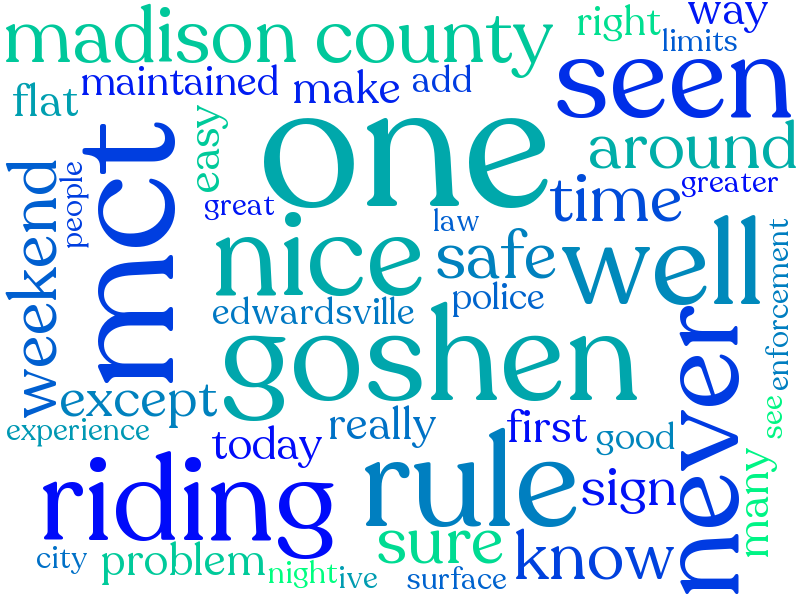 madison county
right
way
limits
seen
flat
maintained
make
add
easy
one
around
mct
weekend
people
great
law
time
greater
nice
safe
well
edwardsville
police
enforcement
goshen
never
except
experience
today
really
first
good
see
riding
rule
sign
many
sure
know
city
problem
night
ive
surface